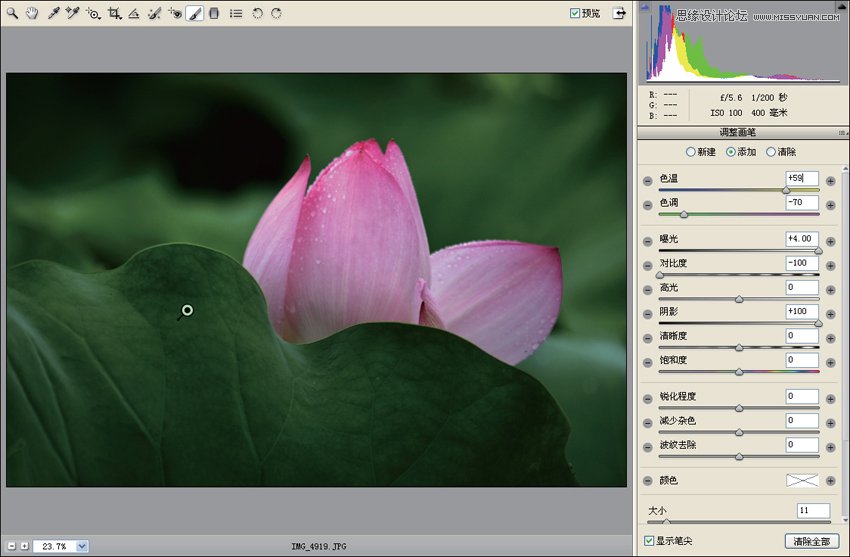 预览
思缘设计论坛 WWW.MISSYUAN.COM
R: --- f/5.6 1/200 秒
G: ---
B: --- ISO 100 400 毫米
调整画笔
新建 添加 清除
色温 +59
色调 -70
曝光 +4.00
对比度 -100
高光 0
阴影 +100
清晰度 0
饱和度 0
锐化程度 0
减少杂色 0
波纹去除 0
颜色
大小 11
显示笔尖 清除全部
23.7% IMG_4919.JPG